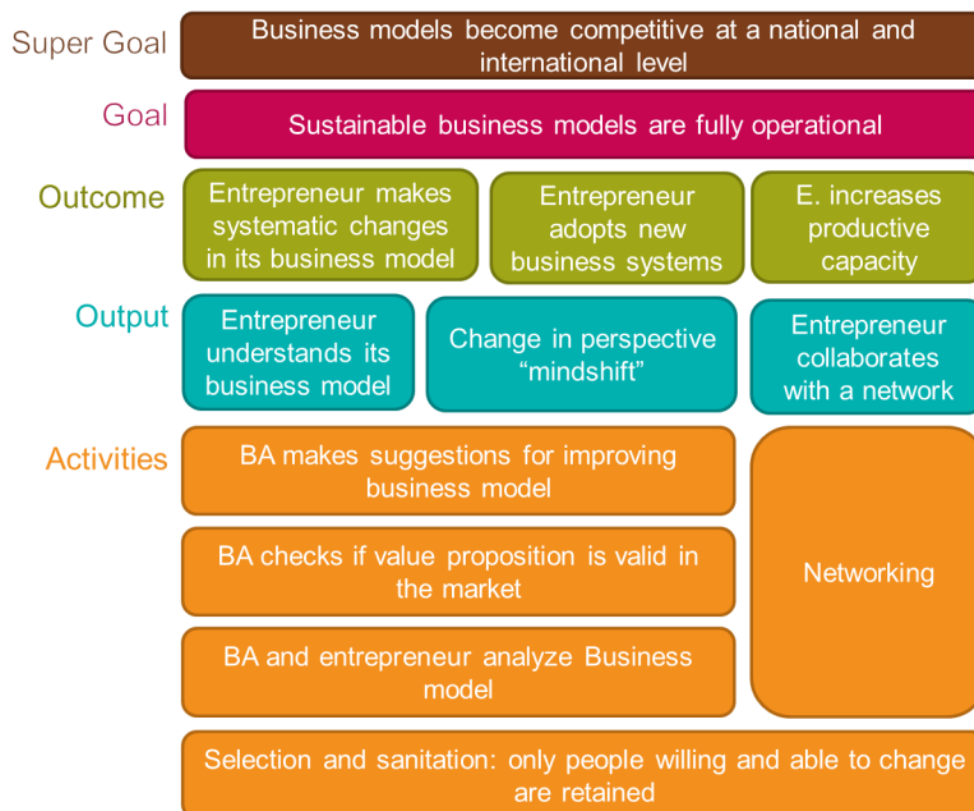 Super Goal
Business models become competitive at a national and
international level
Goal
Sustainable business models are fully operational
Outcome
Entrepreneur makes
systematic changes
in its business model
Entrepreneur
adopts new
business systems
E. increases
productive
capacity
Output
Entrepreneur
understands its
business model
Change in perspective
“mindshift”
Entrepreneur
collaborates
with a network
Activities
BA makes suggestions for improving
business model
BA checks if value proposition is valid in
the market
BA and entrepreneur analyze Business
model
Networking
Selection and sanitation: only people willing and able to change
are retained